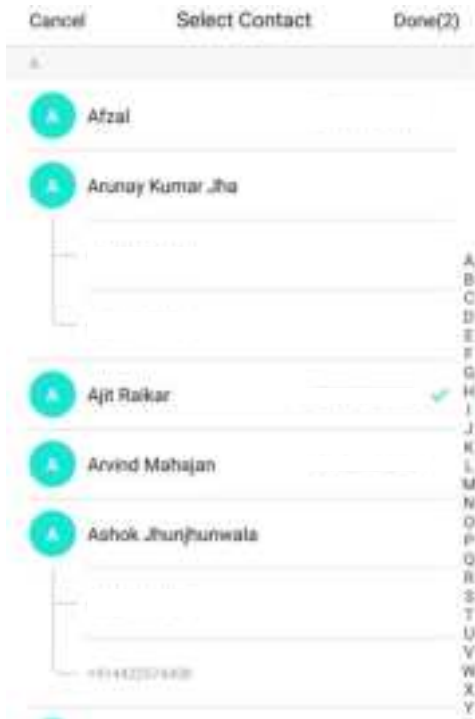 Cancel Select Contact Done(2)
A
A Afzal
A Arunay Kumar Jha
A Ajit Raikar
A Arvind Mahajan
A Ashok Jhunjhunwala
A
B
C
D
E
F
G
H
I
J
K
L
M
N
O
P
Q
R
S
T
U
V
W
X
Y